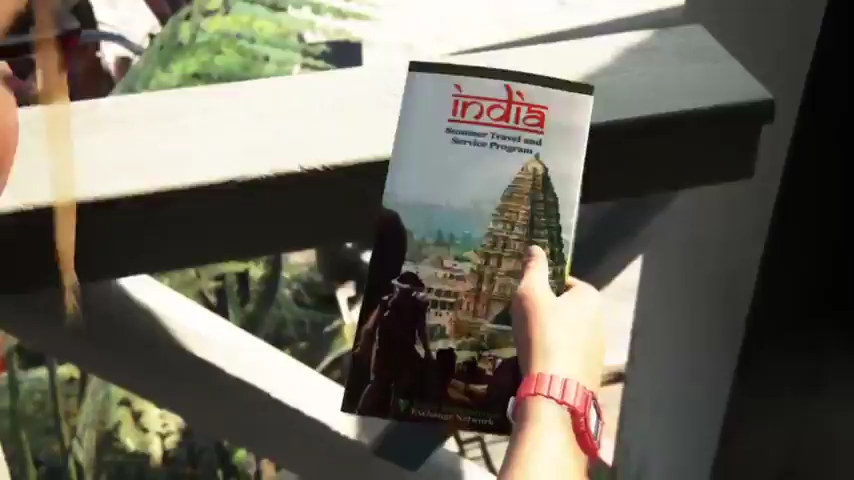 india
Summer Travel and
Service Program
Exchange Network